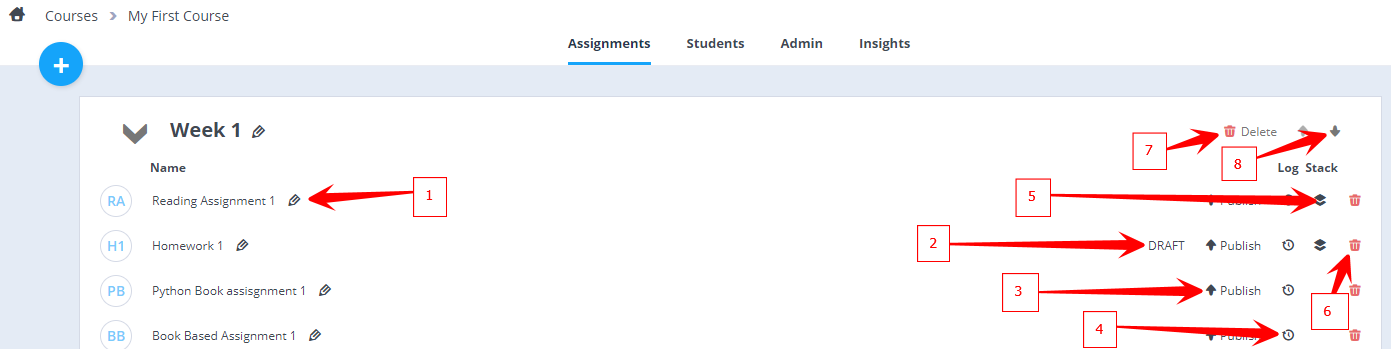 Courses > My First Course
Assignments Students Admin Insights
+
Week 1 7 Delete
8
Name Log Stack
RA Reading Assignment 1 1 5 Publish
H1 Homework 1 2 DRAFT Publish
PB Python Book assisgnment 1 3 Publish
6
BB Book Based Assignment 1 4 Publish